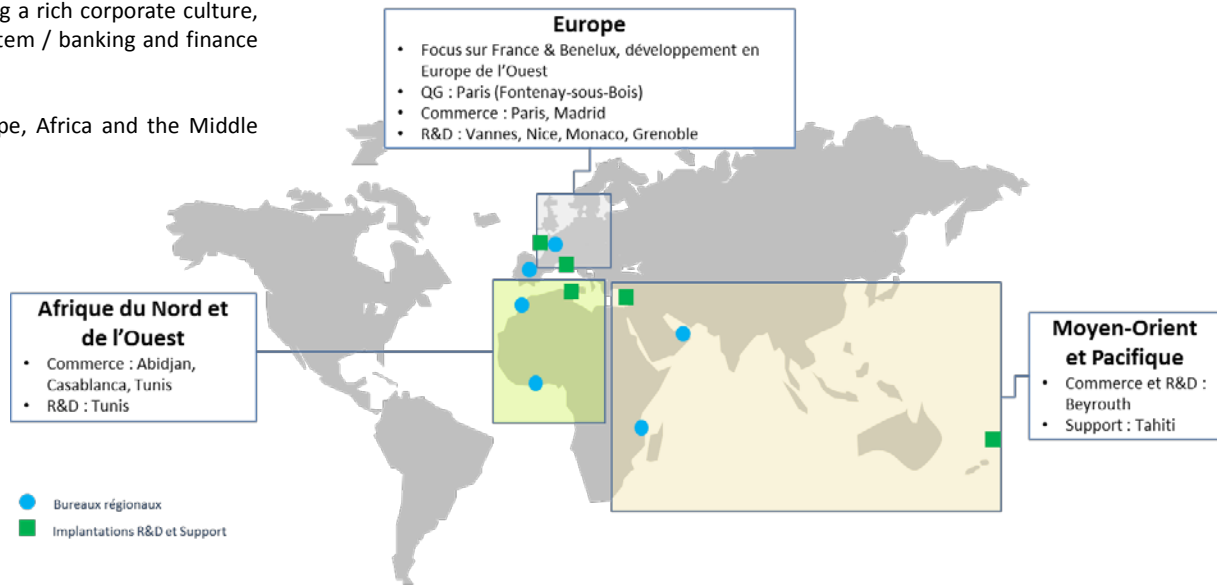 g a rich corporate culture,
tem / banking and finance
pe, Africa and the Middle
Europe
• Focus sur France & Benelux, développement en
Europe de l'Ouest
• QG : Paris (Fontenay-sous-Bois)
• Commerce : Paris, Madrid
• R&D : Vannes, Nice, Monaco, Grenoble
Afrique du Nord et
de l'Ouest
• Commerce : Abidjan,
Casablanca, Tunis
• R&D : Tunis
Moyen-Orient
et Pacifique
• Commerce et R&D :
Beyrouth
• Support : Tahiti
Bureaux régionaux
Implantations R&D et Support